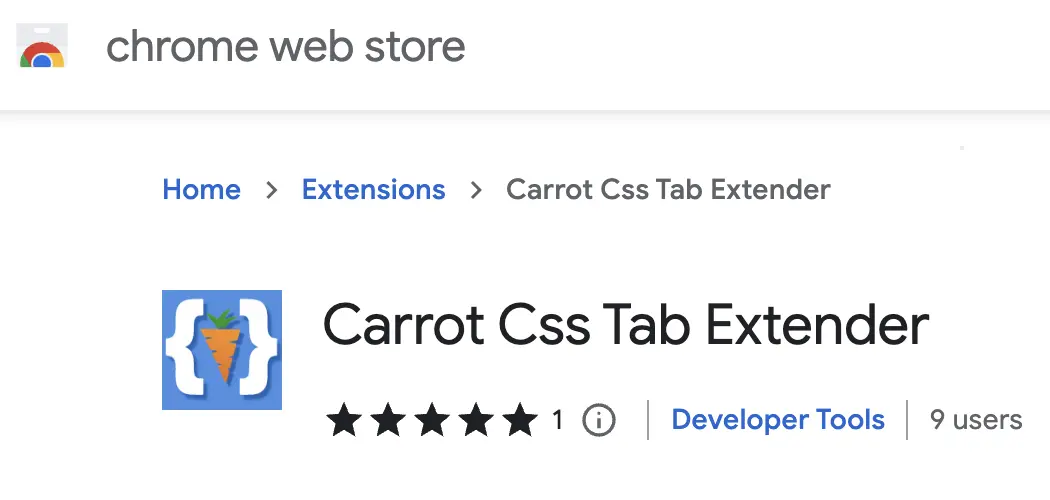 chrome web store
Home > Extensions > Carrot Css Tab Extender
Carrot Css Tab Extender
1 Developer Tools 9 users